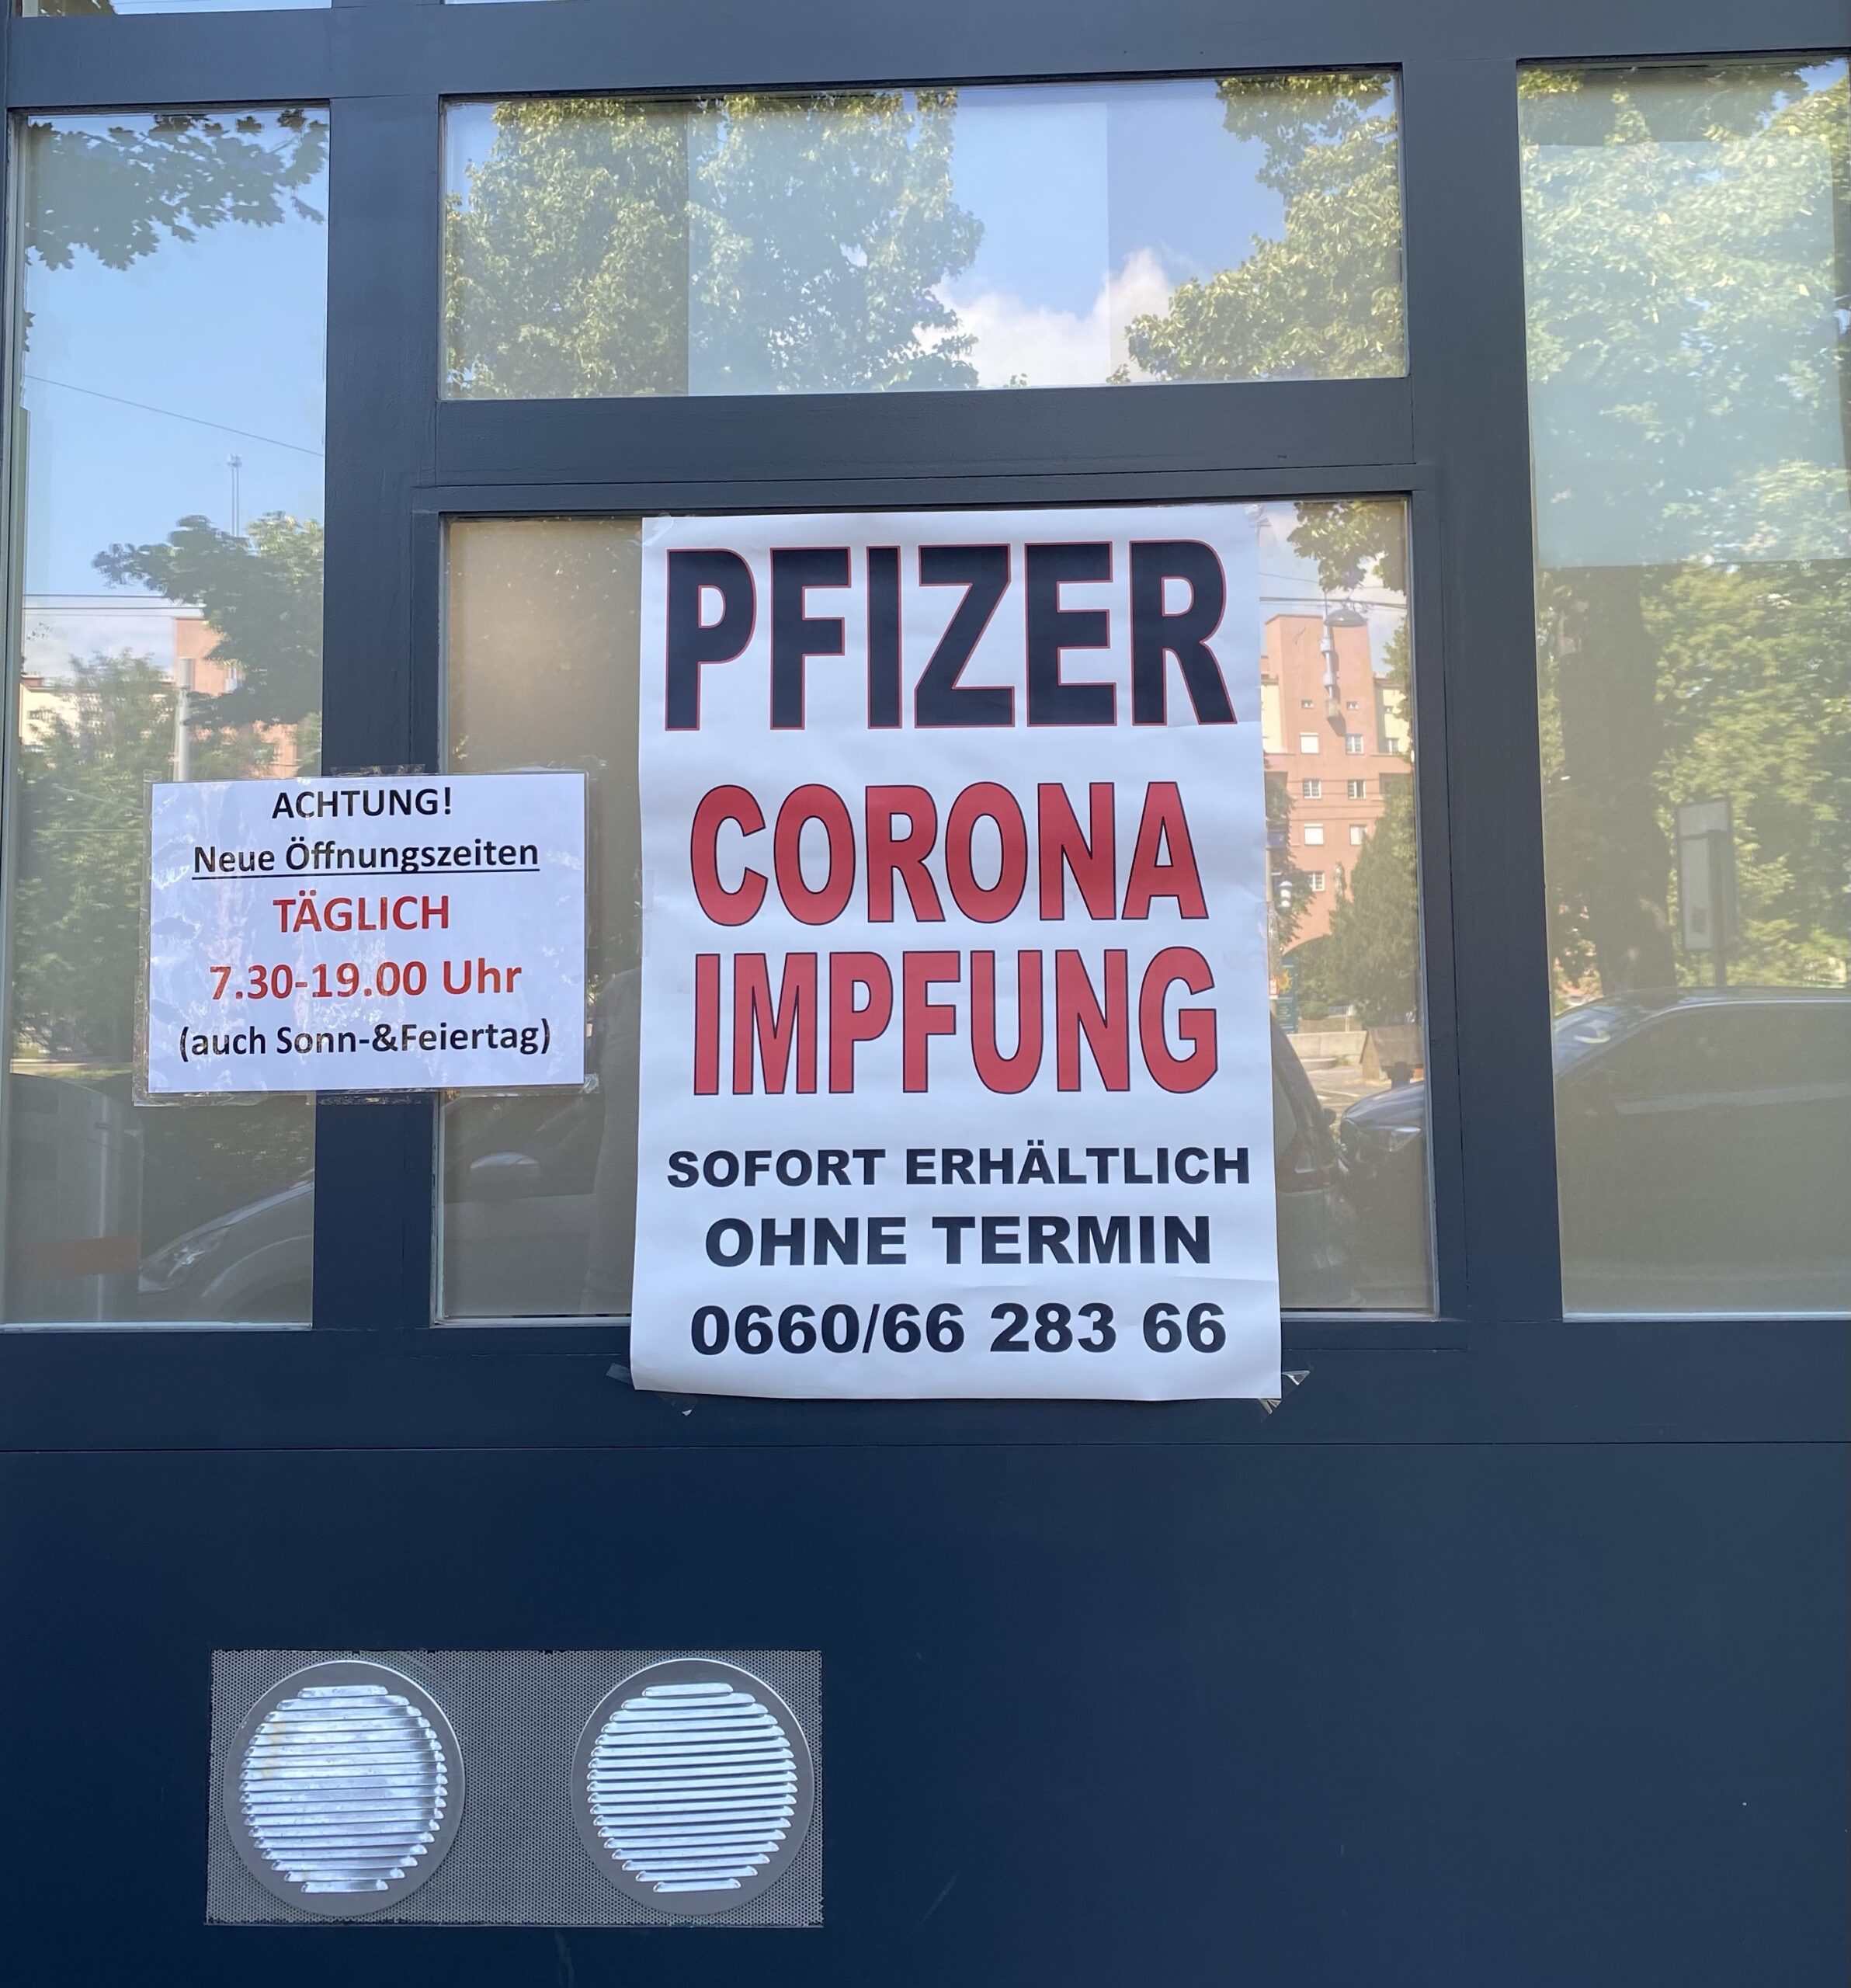 ACHTUNG!
Neue Öffnungszeiten
TÄGLICH
7.30-19.00 Uhr
(auch Sonn-&Feiertag)
PFIZER
CORONA
IMPFUNG
SOFORT ERHÄLTLICH
OHNE TERMIN
0660/66 283 66